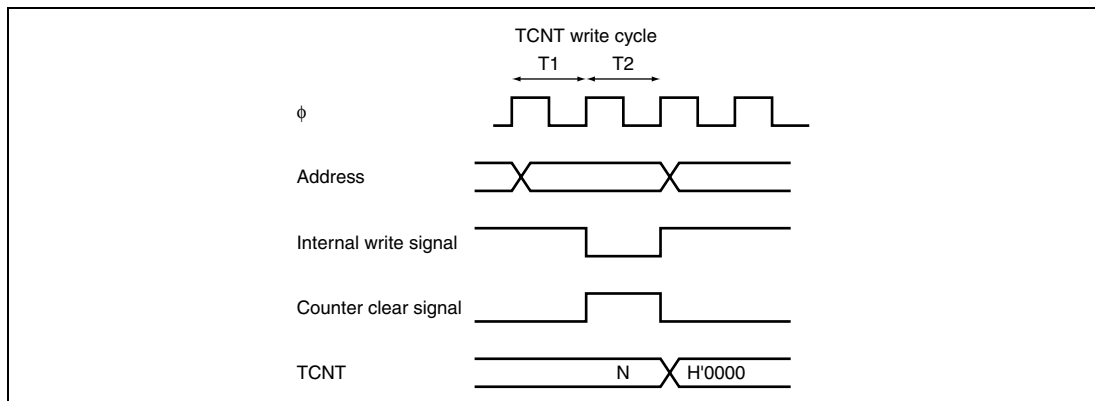 TCNT write cycle
T1 T2
ϕ
Address
Internal write signal
Counter clear signal
TCNT N H'0000